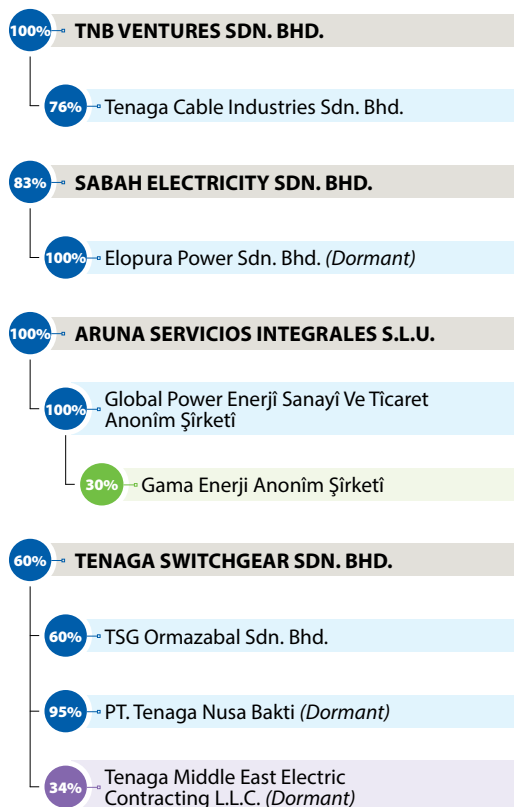 100% TNB VENTURES SDN. BHD.
76% Tenaga Cable Industries Sdn. Bhd.
83% SABAH ELECTRICITY SDN. BHD.
100% Elopura Power Sdn. Bhd. (Dormant)
100% ARUNA SERVICIOS INTEGRALES S.L.U.
100% Global Power Enerjî Sanayî Ve Tîcaret
Anonîm Şîrketî
30% Gama Enerji Anonîm Şîrketî
60% TENAGA SWITCHGEAR SDN. BHD.
60% TSG Ormazabal Sdn. Bhd.
95% PT. Tenaga Nusa Bakti (Dormant)
34% Tenaga Middle East Electric
Contracting L.L.C. (Dormant)